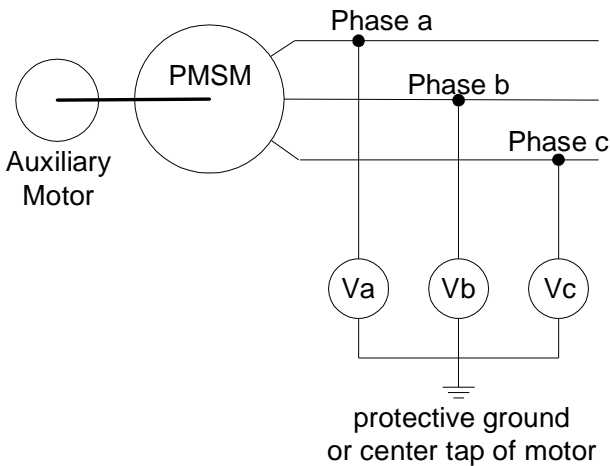 Phase a
PMSM
Phase b
Phase c
Auxiliary
Motor
Va
Vb
Vc
protective ground
or center tap of motor